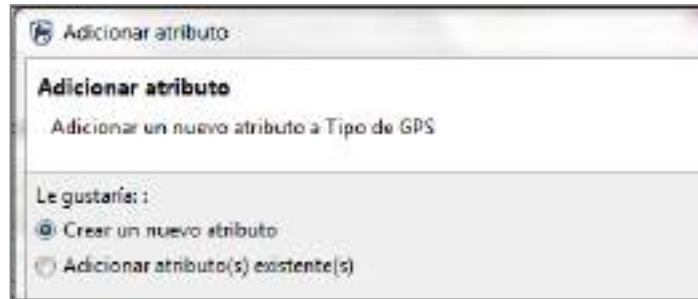 Adicionar atributo
Adicionar atributo
Adicionar un nuevo atributo a Tipo de GPS
Le gustaría: :
Crear un nuevo atributo
Adicionar atributo(s) existente(s)